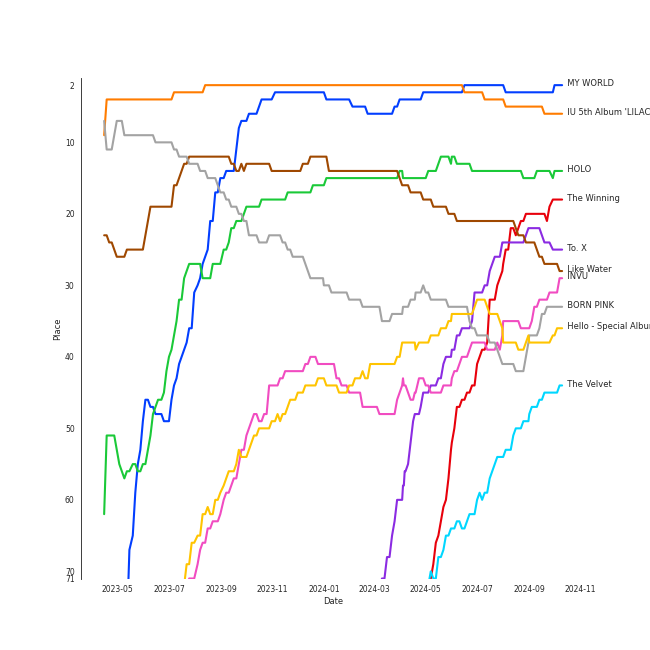 2
10
20
30
40
50
60
70
71
Place
MY WORLD
IU 5th Album 'LILAC
HOLO
The Winning
To. X
Like Water
INVU
BORN PINK
Hello - Special Albu
The Velvet
2023-05
2023-07
2023-09
2023-11
2024-01
2024-03
2024-05
2024-07
2024-09
2024-11
Date